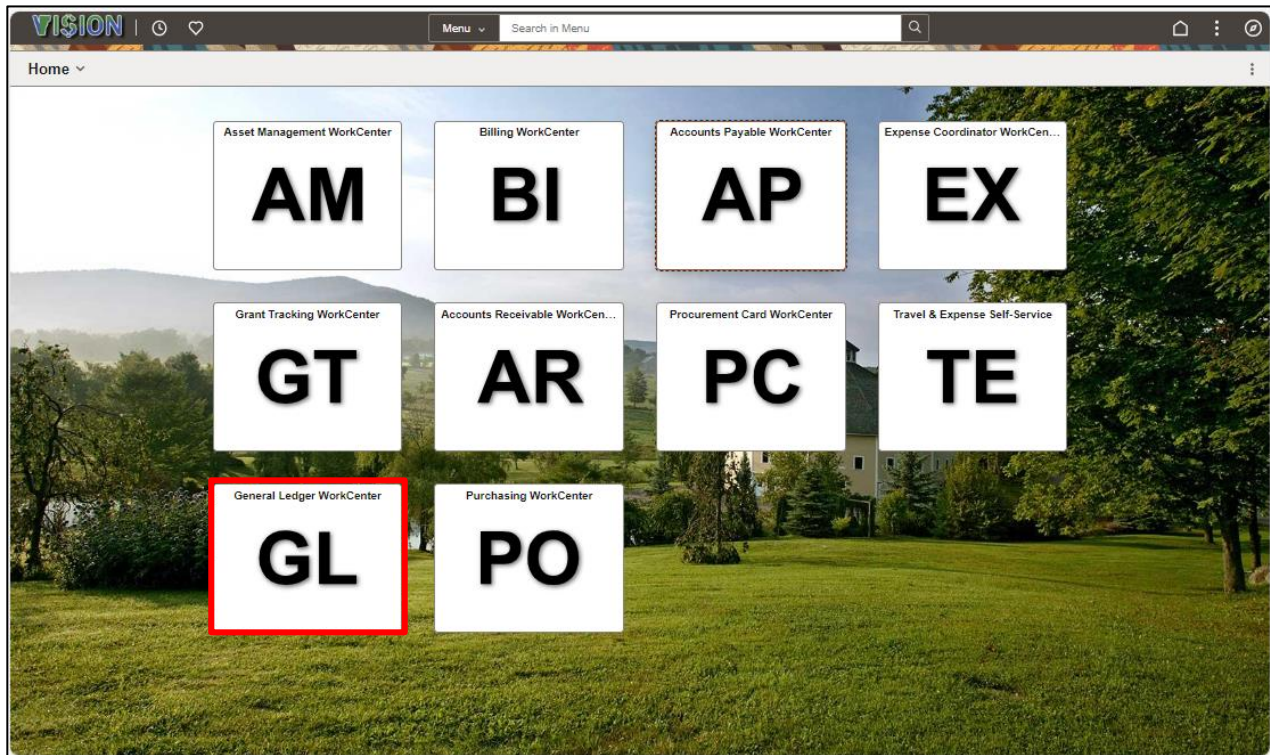 VISION
Menu
Search in Menu
Home
Asset Management WorkCenter
AM
Billing WorkCenter
BI
Accounts Payable WorkCenter
AP
Expense Coordinator WorkCen...
EX
Grant Tracking WorkCenter
GT
Accounts Receivable WorkCen...
AR
Procurement Card WorkCenter
PC
Travel & Expense Self-Service
TE
General Ledger WorkCenter
GL
Purchasing WorkCenter
PO